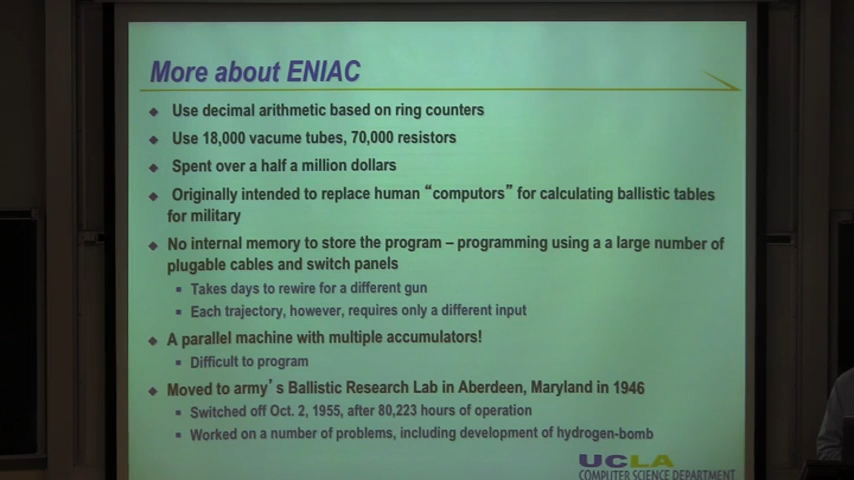 More about ENIAC
Use decimal arithmetic based on ring counters
Use 18,000 vacume tubes, 70,000 resistors
Spent over a half a million dollars
Originally intended to replace human “computors” for calculating ballistic tables
for military
No internal memory to store the program – programming using a a large number of
plugable cables and switch panels
Takes days to rewire for a different gun
Each trajectory, however, requires only a different input
A parallel machine with multiple accumulators!
Difficult to program
Moved to army’s Ballistic Research Lab in Aberdeen, Maryland in 1946
Switched off Oct. 2, 1955, after 80,223 hours of operation
Worked on a number of problems, including development of hydrogen-bomb
UCLA
COMPUTER SCIENCE DEPARTMENT